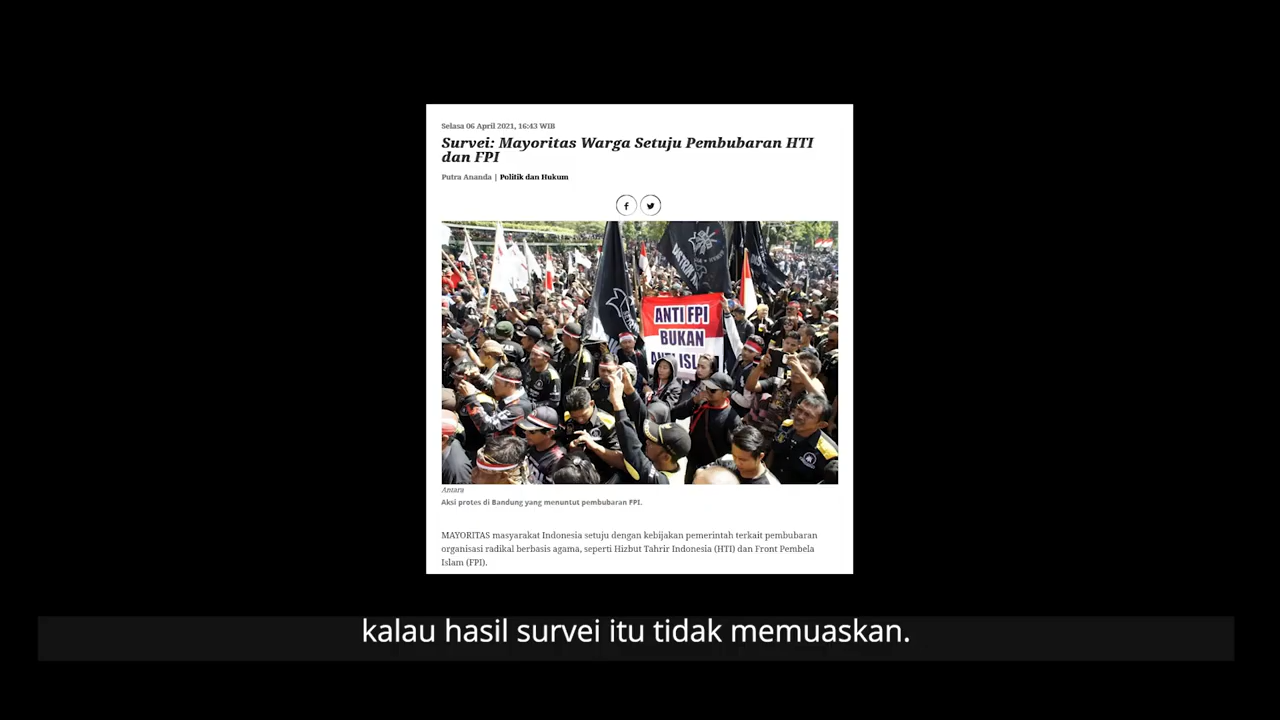 Selasa 06 April 2021, 16:43 WIB
Survei: Mayoritas Warga Setuju Pembubaran HTI
dan FPI
Putra Ananda | Politik dan Hukum
ANTI FPI
BUKAN
ANTI ISLAM
Antara
Aksi protes di Bandung yang menuntut pembubaran FPI.
MAYORITAS masyarakat Indonesia setuju dengan kebijakan pemerintah terkait pembubaran
organisasi radikal berbasis agama, seperti Hizbut Tahrir Indonesia (HTI) dan Front Pembela
Islam (FPI).
kalau hasil survei itu tidak memuaskan.